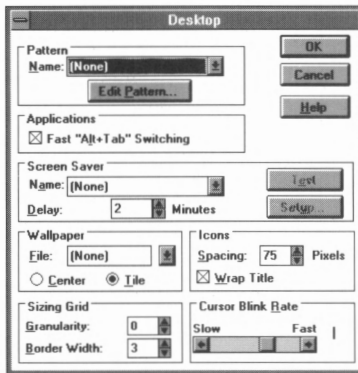 Desktop
Pattern
Name: (None)
Edit Pattern...
OK
Cancel
Help
Applications
Fast "Alt+Tab" Switching
Screen Saver
Name: (None)
Delay: 2 Minutes
Test
Setup...
Wallpaper
File: (None)
Center Tile
Icons
Spacing: 75 Pixels
Wrap Title
Sizing Grid
Granularity: 0
Border Width: 3
Cursor Blink Rate
Slow Fast